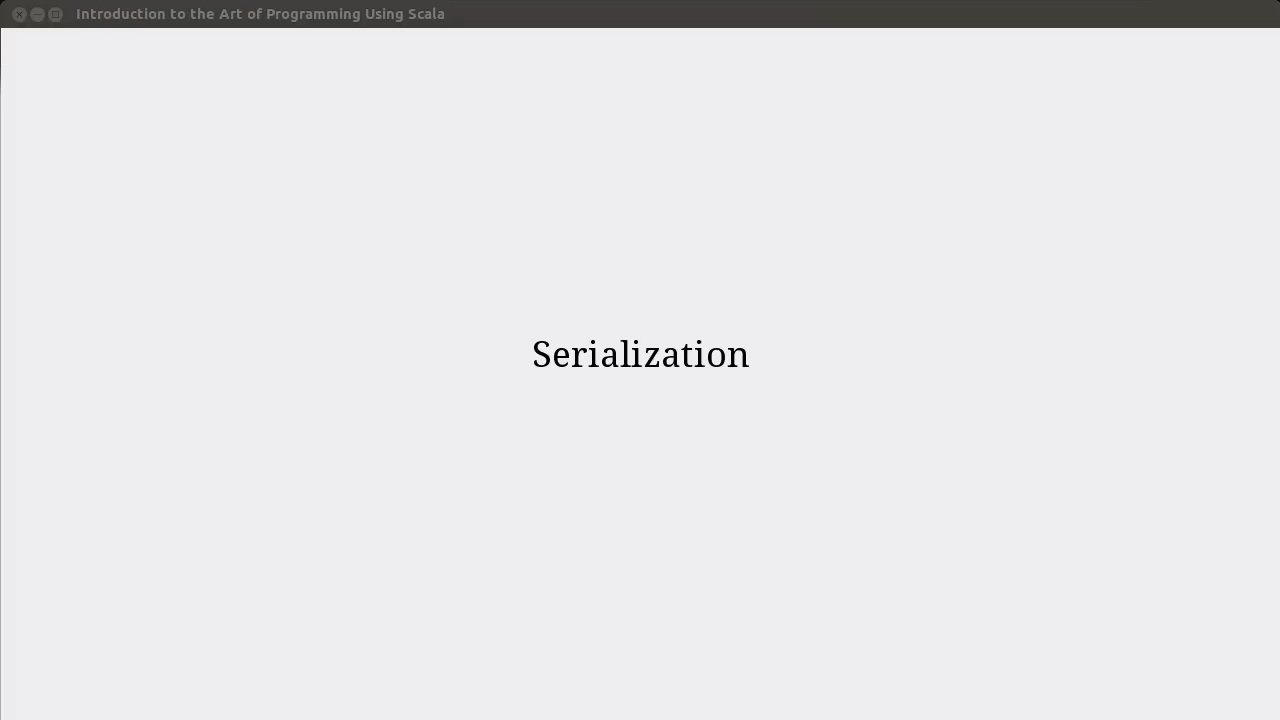 Introduction to the Art of Programming Using Scala
Serialization